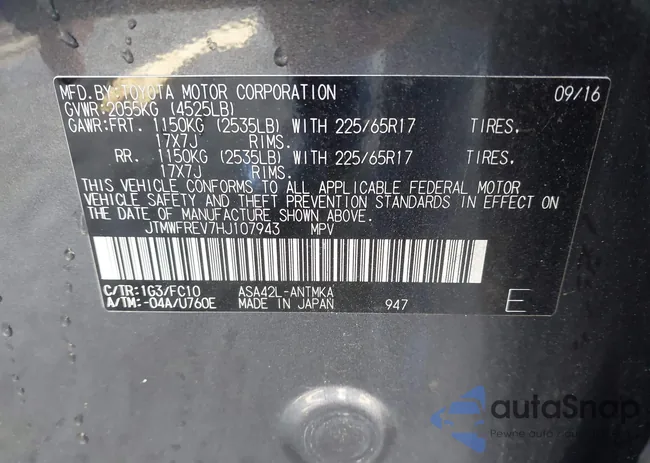 MFD.BY:TOYOTA MOTOR CORPORATION 09/16
GVWR:2055KG (4525LB)
GAWR:FRT. 1150KG (2535LB) WITH 225/65R17 TIRES.
17X7J RIMS.
RR. 1150KG (2535LB) WITH 225/65R17 TIRES.
17X7J RIMS.
THIS VEHICLE CONFORMS TO ALL APPLICABLE FEDERAL MOTOR
VEHICLE SAFETY AND THEFT PREVENTION STANDARDS IN EFFECT ON
THE DATE OF MANUFACTURE SHOWN ABOVE.
JTMWFREV7HJ107943 MPV
C/TR:1G3/FC10 ASA42L-ANTMKA
A/TM:-04A/U760E MADE IN JAPAN 947 E
autaSnap
Pewne auto